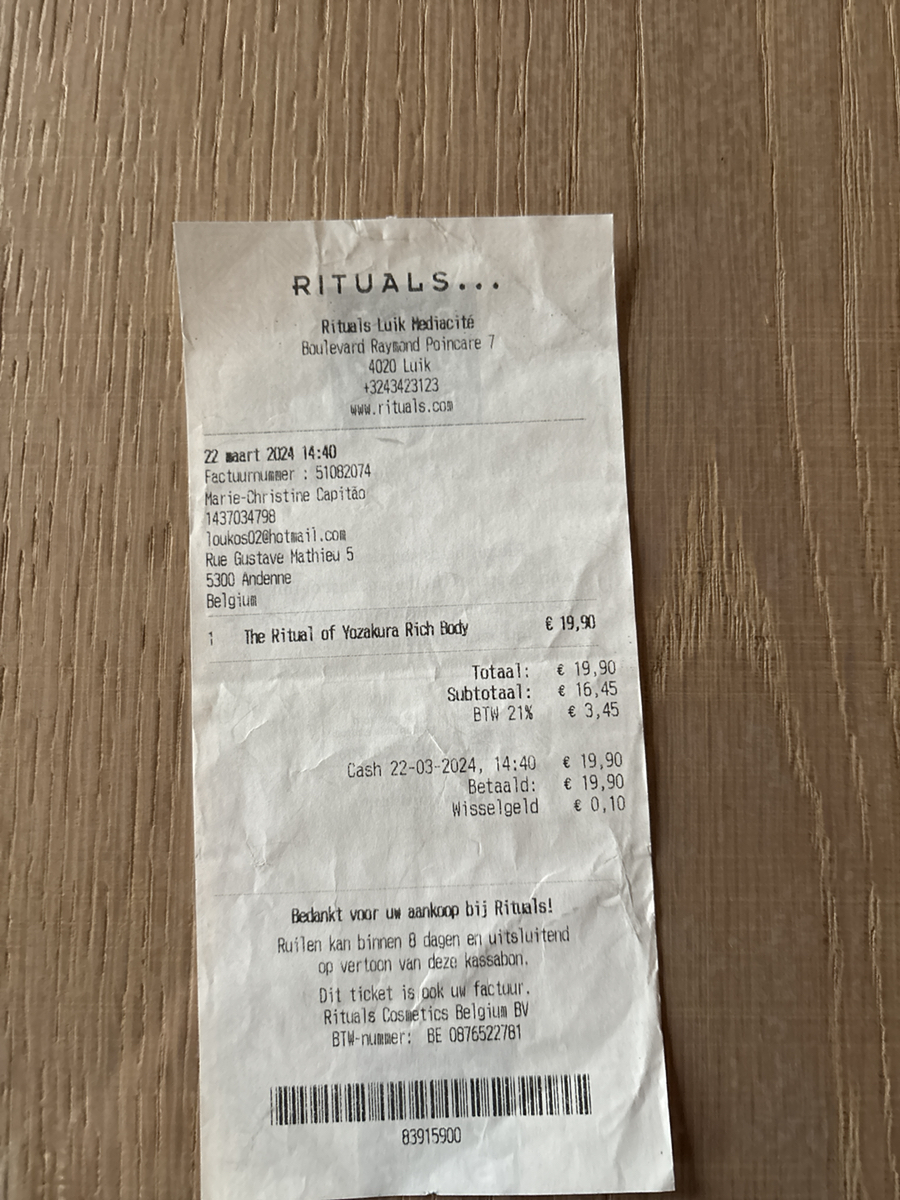 RITUALS...
Rituals Luik Mediacité
Boulevard Raymond Poincare 7
4020 Luik
+3243423123
www.rituals.com
22 maart 2024 14:40
Factuurnummer : 51082074
Marie-Christine Capitão
1437034798
loukos02@hotmail.com
Rue Gustave Mathieu 5
5300 Andenne
Belgium
1 The Ritual of Yozakura Rich Body € 19,90
Totaal: € 19,90
Subtotaal: € 16,45
BTW 21% € 3,45
Cash 22-03-2024, 14:40 € 19,90
Betaald: € 19,90
Wisselgeld € 0,10
Bedankt voor uw aankoop bij Rituals!
Ruilen kan binnen 8 dagen en uitsluitend
op vertoon van deze kassabon.
Dit ticket is ook uw factuur.
Rituals Cosmetics Belgium BV
BTW-nummer: BE 0876522781
83915900